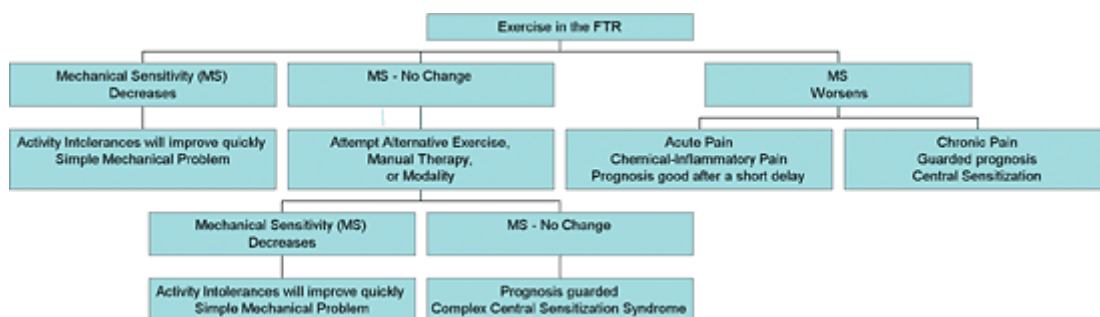 Exercise in the FTR
Mechanical Sensitivity (MS)
Decreases
MS - No Change
MS
Worsens
Activity Intolerances will improve quickly
Simple Mechanical Problem
Attempt Alternative Exercise,
Manual Therapy,
or Modality
Acute Pain
Chemical-Inflammatory Pain
Prognosis good after a short delay
Chronic Pain
Guarded prognosis
Central Sensitization
Mechanical Sensitivity (MS)
Decreases
MS - No Change
Activity Intolerances will improve quickly
Simple Mechanical Problem
Prognosis guarded
Complex Central Sensitization Syndrome